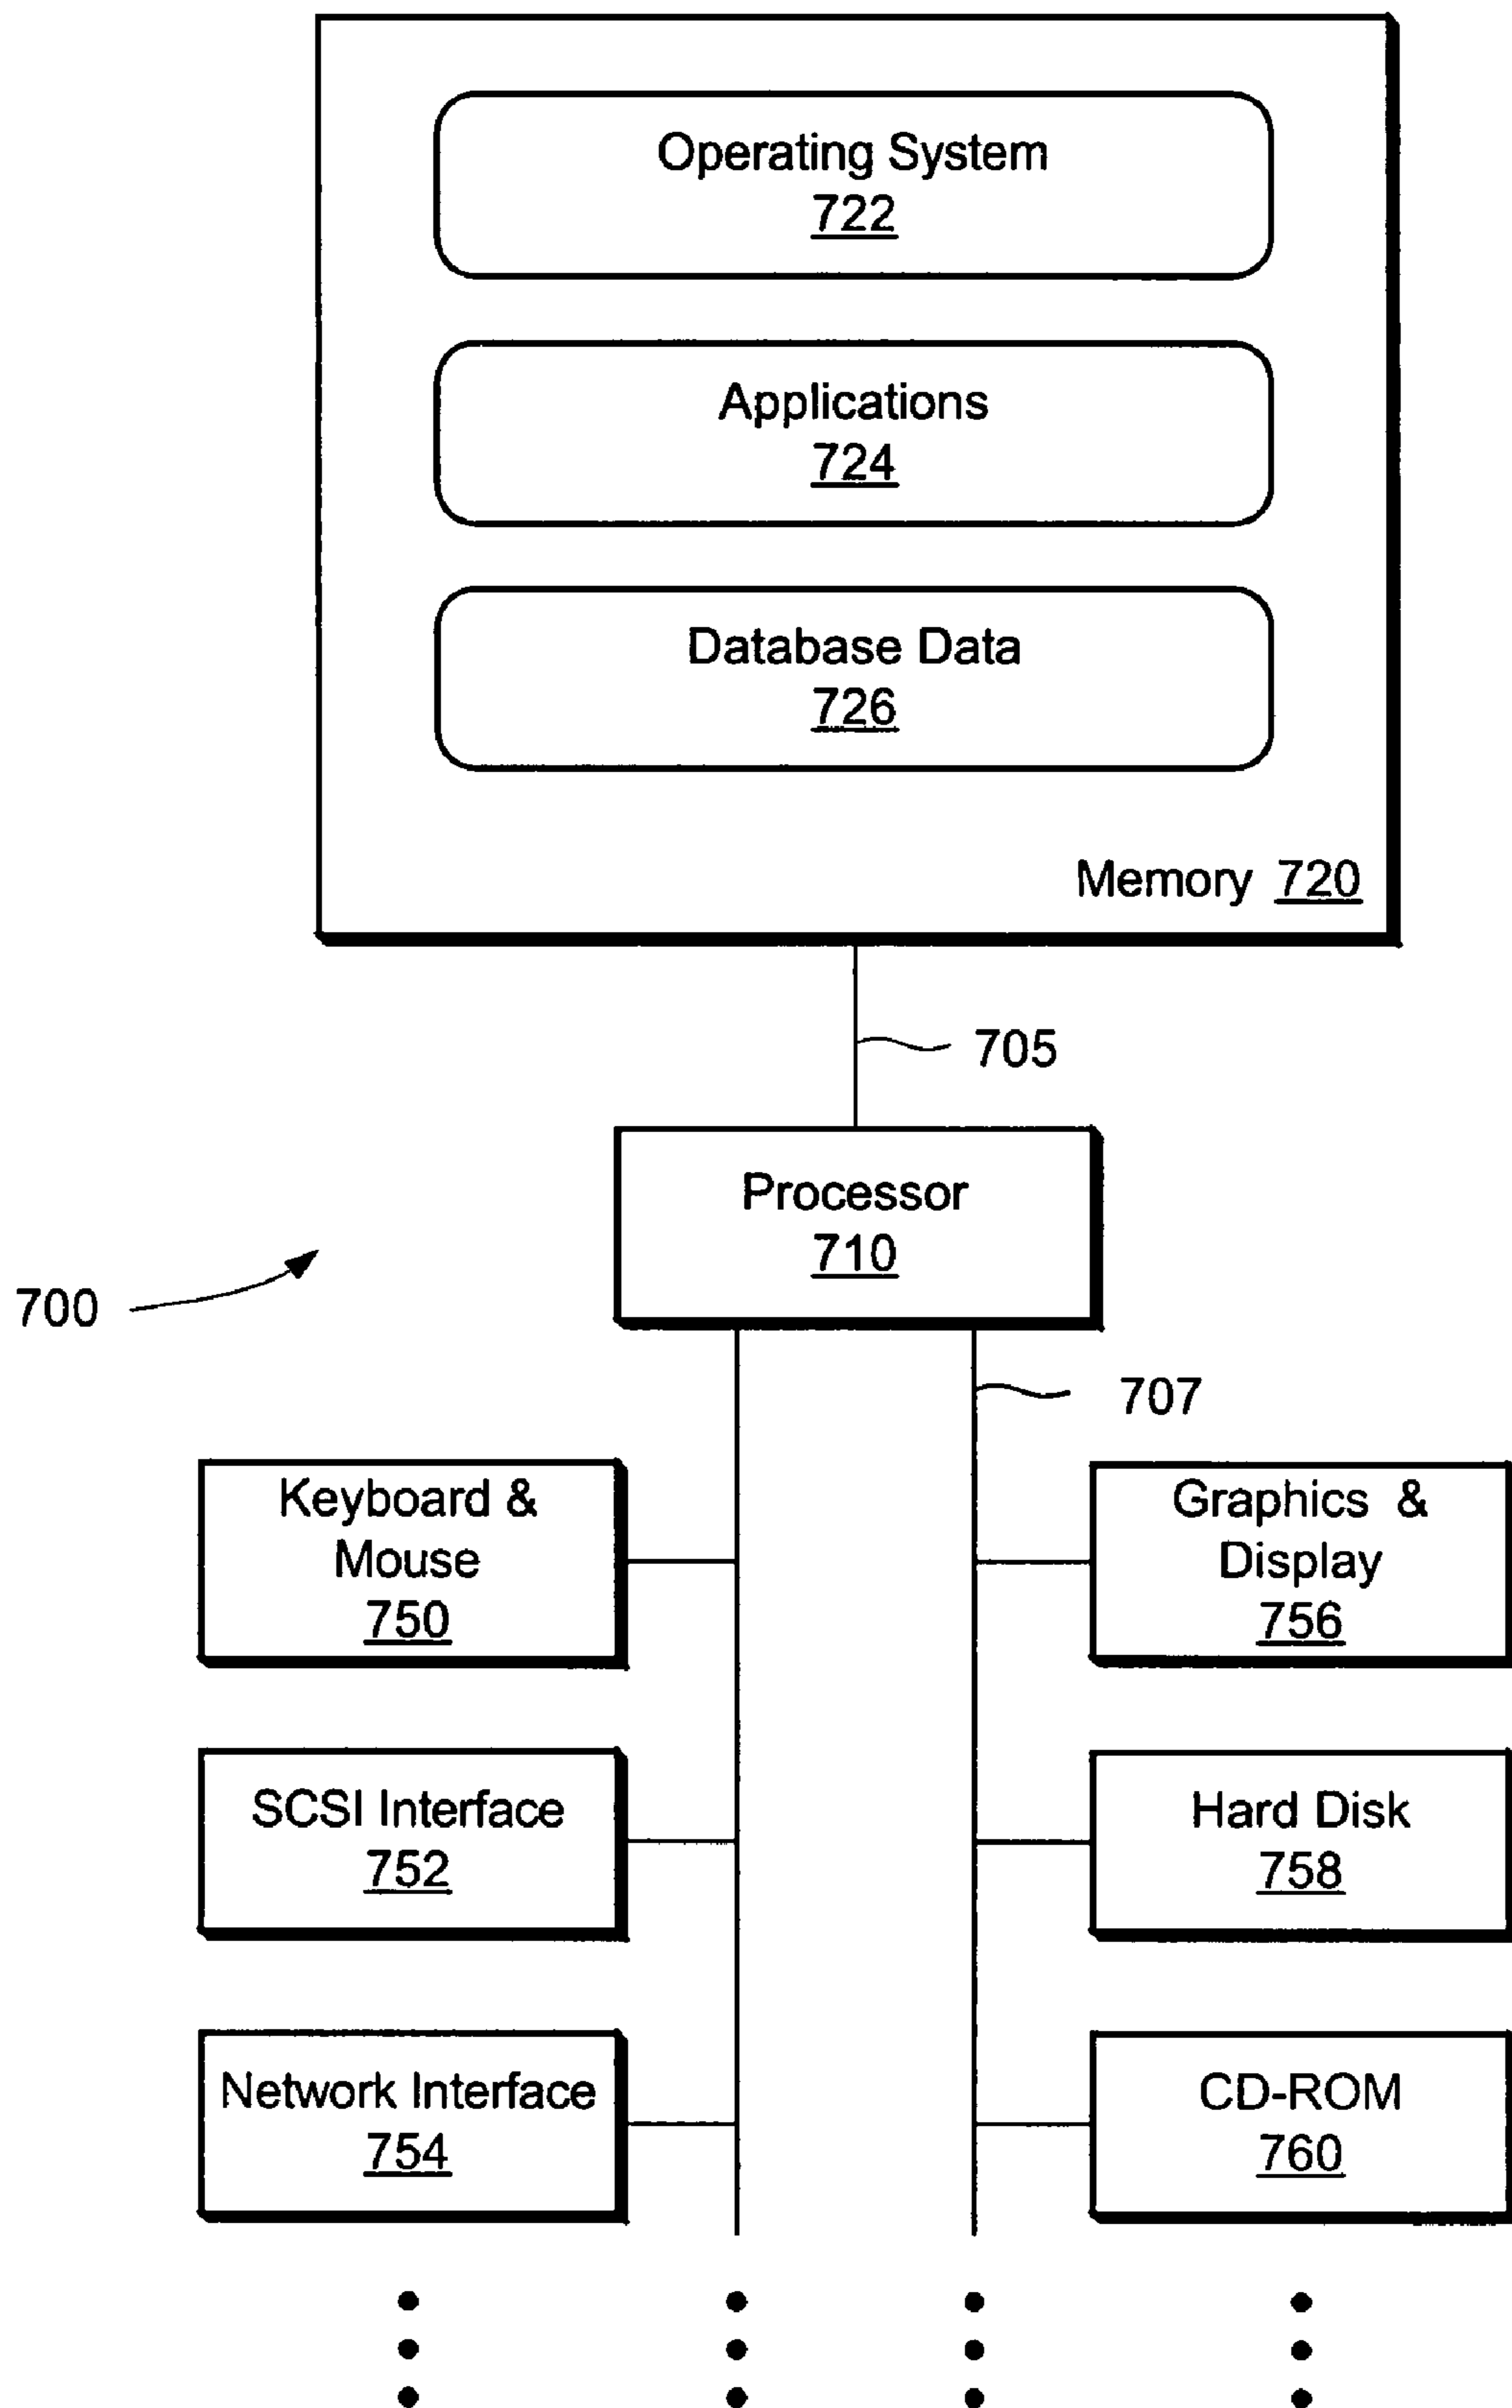 Operating System
722
Applications
724
Database Data
726
Memory 720
705
Processor
710
700
707
Keyboard &
Mouse
750
Graphics &
Display
756
SCSI Interface
752
Hard Disk
758
Network Interface
754
CD-ROM
760